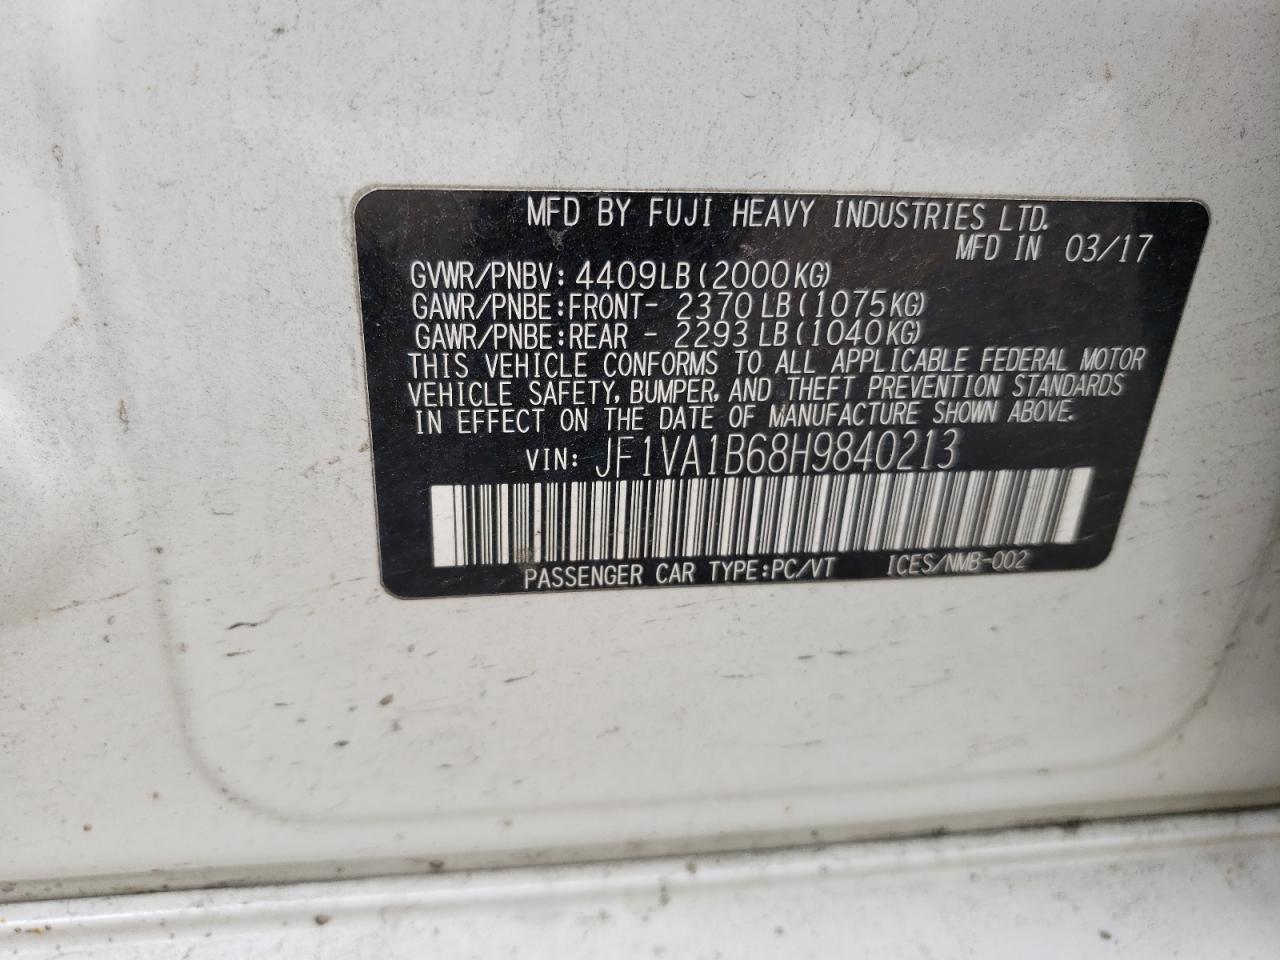 MFD BY FUJI HEAVY INDUSTRIES LTD.
MFD IN 03/17
GVWR/PNBV: 4409LB(2000KG)
GAWR/PNBE:FRONT- 2370LB(1075KG)
GAWR/PNBE:REAR - 2293LB(1040KG)
THIS VEHICLE CONFORMS TO ALL APPLICABLE FEDERAL MOTOR
VEHICLE SAFETY, BUMPER, AND THEFT PREVENTION STANDARDS
IN EFFECT ON THE DATE OF MANUFACTURE SHOWN ABOVE.
VIN: JF1VA1B68H9840213
PASSENGER CAR TYPE:PC/VT ICES/NMB-002